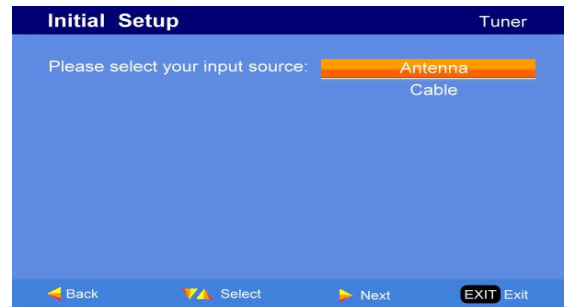 Initial Setup Tuner
Please select your input source: Antenna
Cable
Back Select Next EXIT Exit